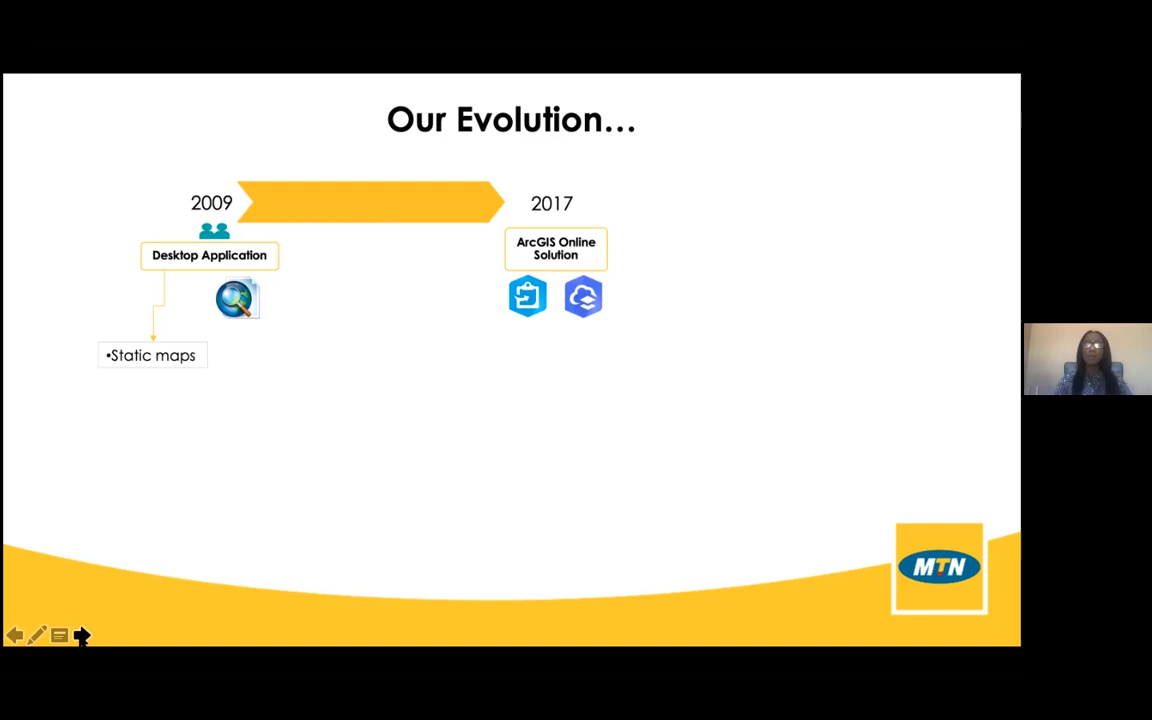 Our Evolution...
2009
2017
Desktop Application
ArcGIS Online
Solution
•Static maps
MTN